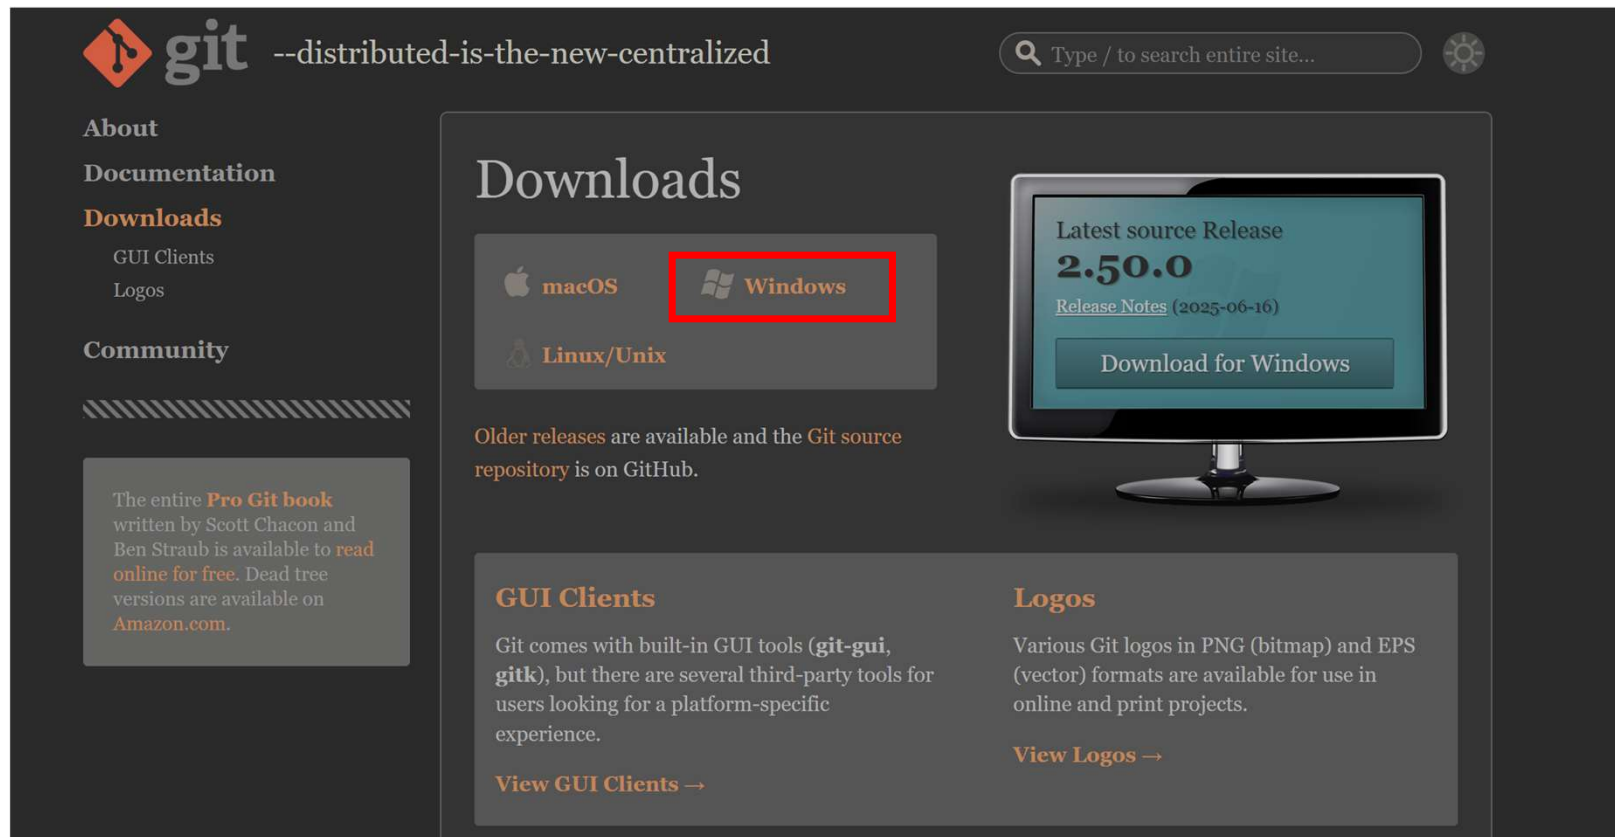 git --distributed-is-the-new-centralized
Type / to search entire site...
About
Documentation
Downloads
GUI Clients
Logos
Community
The entire Pro Git book
written by Scott Chacon and
Ben Straub is available to read
online for free. Dead tree
versions are available on
Amazon.com.
Downloads
macOS
Windows
Linux/Unix
Older releases are available and the Git source
repository is on GitHub.
Latest source Release
2.50.0
Release Notes (2025-06-16)
Download for Windows
GUI Clients
Git comes with built-in GUI tools (git-gui,
gitk), but there are several third-party tools for
users looking for a platform-specific
experience.
View GUI Clients →
Logos
Various Git logos in PNG (bitmap) and EPS
(vector) formats are available for use in
online and print projects.
View Logos →